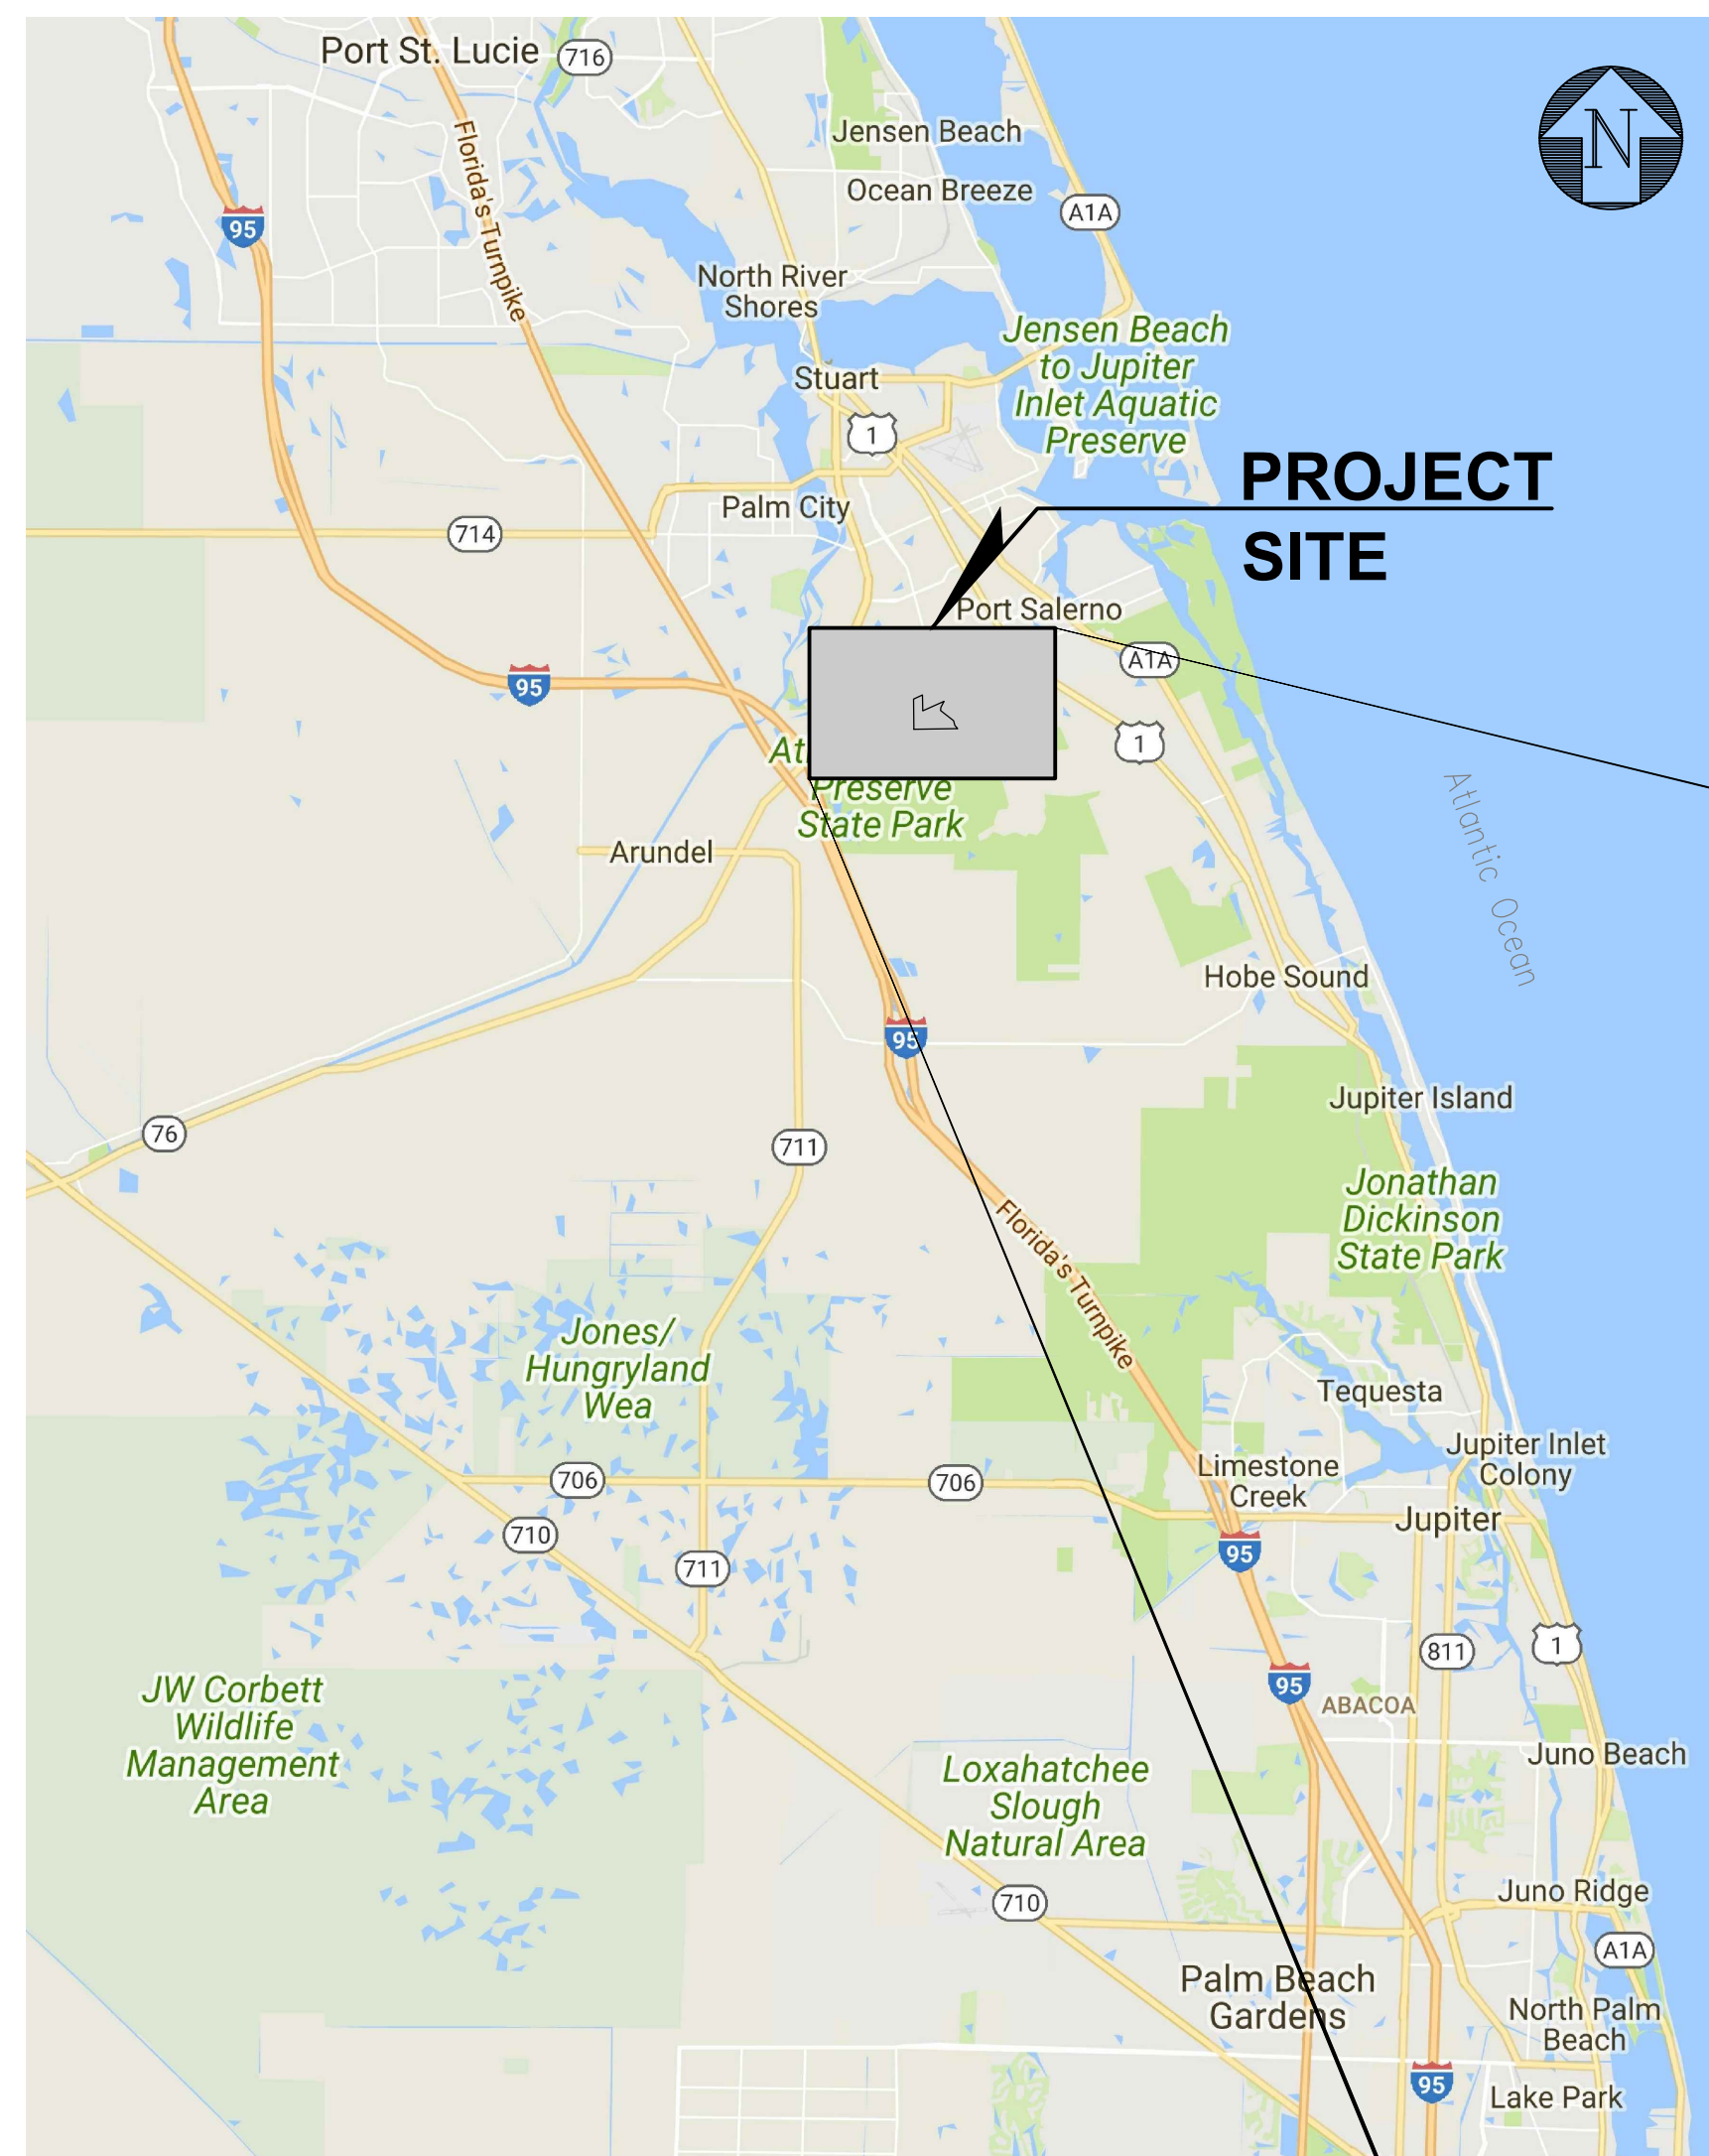 Port St. Lucie
716
N
Florida's Turnpike
Jensen Beach
Ocean Breeze
A1A
95
North River
Shores
Jensen Beach
to Jupiter
Inlet Aquatic
Preserve
Stuart
1
PROJECT
SITE
Palm City
714
Port Salerno
A1A
95
1
At
Preserve
State Park
Atlantic Ocean
Arundel
Hobe Sound
95
Jupiter Island
76
711
Jonathan
Dickinson
State Park
Florida's Turnpike
Jones/
Hungryland
Wea
Tequesta
Jupiter Inlet
Colony
Limestone
Creek
706
706
Jupiter
710
95
711
811
1
95
ABACOA
JW Corbett
Wildlife
Management
Area
Juno Beach
Loxahatchee
Slough
Natural Area
Juno Ridge
710
A1A
Palm Beach
Gardens
North Palm
Beach
95
Lake Park